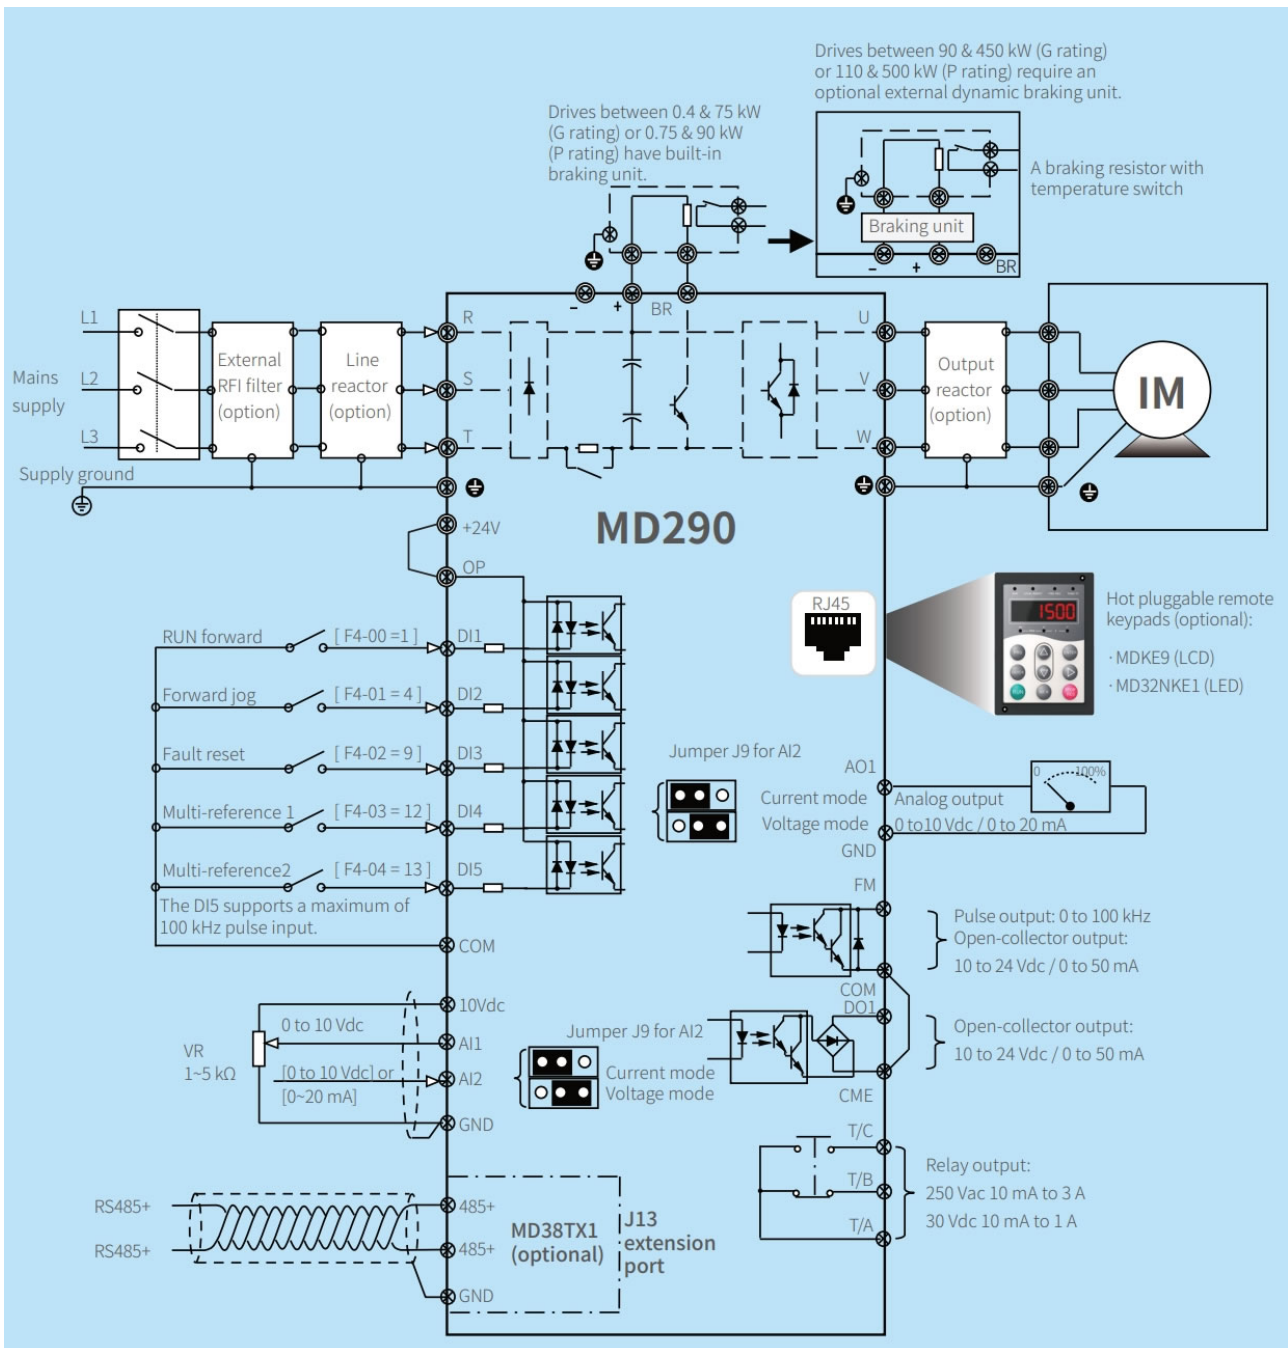 Drives between 90 & 450 kW (G rating)
or 110 & 500 kW (P rating) require an
optional external dynamic braking unit.
Drives between 0.4 & 75 kW
(G rating) or 0.75 & 90 kW
(P rating) have built-in
braking unit.
A braking resistor with
temperature switch
Braking unit
- + BR
- + BR
L1
L2
L3
Mains
supply
Supply ground
External
RFI filter
(option)
Line
reactor
(option)
R
S
T
U
V
W
Output
reactor
(option)
IM
MD290
+24V
OP
RJ45
1500
Hot pluggable remote
keypads (optional):
· MDKE9 (LCD)
· MD32NKE1 (LED)
RUN forward [ F4-00 =1 ] DI1
Forward jog [ F4-01 = 4 ] DI2
Fault reset [ F4-02 = 9 ] DI3
Multi-reference 1 [ F4-03 = 12 ] DI4
Multi-reference2 [ F4-04 = 13 ] DI5
The DI5 supports a maximum of
100 kHz pulse input.
COM
Jumper J9 for AI2
Current mode
Voltage mode
AO1
GND
Analog output
0 to10 Vdc / 0 to 20 mA
0 100%
FM
COM
Pulse output: 0 to 100 kHz
Open-collector output:
10 to 24 Vdc / 0 to 50 mA
DO1
CME
Open-collector output:
10 to 24 Vdc / 0 to 50 mA
10Vdc
AI1
AI2
GND
VR
1~5 kΩ
0 to 10 Vdc
[0 to 10 Vdc] or
[0~20 mA]
Jumper J9 for AI2
Current mode
Voltage mode
T/C
T/B
T/A
Relay output:
250 Vac 10 mA to 3 A
30 Vdc 10 mA to 1 A
RS485+
RS485+
485+
485+
GND
MD38TX1
(optional)
J13
extension
port